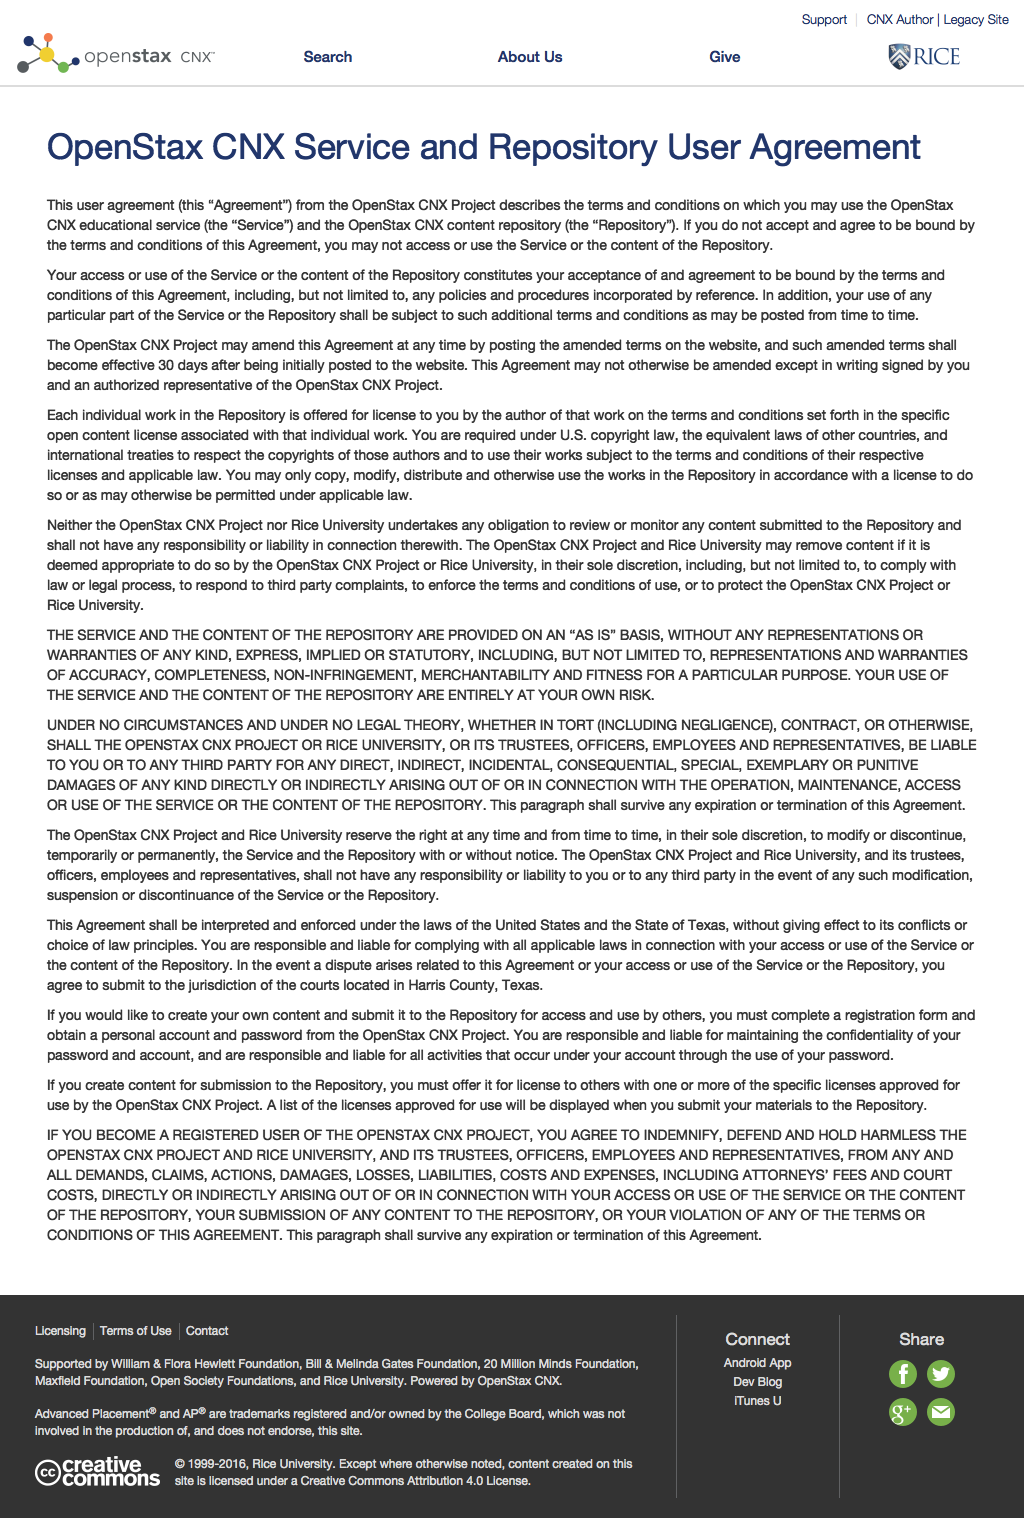 Support | CNX Author | Legacy Site
openstax CNX™ Search About Us Give RICE
OpenStax CNX Service and Repository User Agreement
This user agreement (this “Agreement”) from the OpenStax CNX Project describes the terms and conditions on which you may use the OpenStax
CNX educational service (the “Service”) and the OpenStax CNX content repository (the “Repository”). If you do not accept and agree to be bound by
the terms and conditions of this Agreement, you may not access or use the Service or the content of the Repository.
Your access or use of the Service or the content of the Repository constitutes your acceptance of and agreement to be bound by the terms and
conditions of this Agreement, including, but not limited to, any policies and procedures incorporated by reference. In addition, your use of any
particular part of the Service or the Repository shall be subject to such additional terms and conditions as may be posted from time to time.
The OpenStax CNX Project may amend this Agreement at any time by posting the amended terms on the website, and such amended terms shall
become effective 30 days after being initially posted to the website. This Agreement may not otherwise be amended except in writing signed by you
and an authorized representative of the OpenStax CNX Project.
Each individual work in the Repository is offered for license to you by the author of that work on the terms and conditions set forth in the specific
open content license associated with that individual work. You are required under U.S. copyright law, the equivalent laws of other countries, and
international treaties to respect the copyrights of those authors and to use their works subject to the terms and conditions of their respective
licenses and applicable law. You may only copy, modify, distribute and otherwise use the works in the Repository in accordance with a license to do
so or as may otherwise be permitted under applicable law.
Neither the OpenStax CNX Project nor Rice University undertakes any obligation to review or monitor any content submitted to the Repository and
shall not have any responsibility or liability in connection therewith. The OpenStax CNX Project and Rice University may remove content if it is
deemed appropriate to do so by the OpenStax CNX Project or Rice University, in their sole discretion, including, but not limited to, to comply with
law or legal process, to respond to third party complaints, to enforce the terms and conditions of use, or to protect the OpenStax CNX Project or
Rice University.
THE SERVICE AND THE CONTENT OF THE REPOSITORY ARE PROVIDED ON AN “AS IS” BASIS, WITHOUT ANY REPRESENTATIONS OR
WARRANTIES OF ANY KIND, EXPRESS, IMPLIED OR STATUTORY, INCLUDING, BUT NOT LIMITED TO, REPRESENTATIONS AND WARRANTIES
OF ACCURACY, COMPLETENESS, NON-INFRINGEMENT, MERCHANTABILITY AND FITNESS FOR A PARTICULAR PURPOSE. YOUR USE OF
THE SERVICE AND THE CONTENT OF THE REPOSITORY ARE ENTIRELY AT YOUR OWN RISK.
UNDER NO CIRCUMSTANCES AND UNDER NO LEGAL THEORY, WHETHER IN TORT (INCLUDING NEGLIGENCE), CONTRACT, OR OTHERWISE,
SHALL THE OPENSTAX CNX PROJECT OR RICE UNIVERSITY, OR ITS TRUSTEES, OFFICERS, EMPLOYEES AND REPRESENTATIVES, BE LIABLE
TO YOU OR TO ANY THIRD PARTY FOR ANY DIRECT, INDIRECT, INCIDENTAL, CONSEQUENTIAL, SPECIAL, EXEMPLARY OR PUNITIVE
DAMAGES OF ANY KIND DIRECTLY OR INDIRECTLY ARISING OUT OF OR IN CONNECTION WITH THE OPERATION, MAINTENANCE, ACCESS
OR USE OF THE SERVICE OR THE CONTENT OF THE REPOSITORY. This paragraph shall survive any expiration or termination of this Agreement.
The OpenStax CNX Project and Rice University reserve the right at any time and from time to time, in their sole discretion, to modify or discontinue,
temporarily or permanently, the Service and the Repository with or without notice. The OpenStax CNX Project and Rice University, and its trustees,
officers, employees and representatives, shall not have any responsibility or liability to you or to any third party in the event of any such modification,
suspension or discontinuance of the Service or the Repository.
This Agreement shall be interpreted and enforced under the laws of the United States and the State of Texas, without giving effect to its conflicts or
choice of law principles. You are responsible and liable for complying with all applicable laws in connection with your access or use of the Service or
the content of the Repository. In the event a dispute arises related to this Agreement or your access or use of the Service or the Repository, you
agree to submit to the jurisdiction of the courts located in Harris County, Texas.
If you would like to create your own content and submit it to the Repository for access and use by others, you must complete a registration form and
obtain a personal account and password from the OpenStax CNX Project. You are responsible and liable for maintaining the confidentiality of your
password and account, and are responsible and liable for all activities that occur under your account through the use of your password.
If you create content for submission to the Repository, you must offer it for license to others with one or more of the specific licenses approved for
use by the OpenStax CNX Project. A list of the licenses approved for use will be displayed when you submit your materials to the Repository.
IF YOU BECOME A REGISTERED USER OF THE OPENSTAX CNX PROJECT, YOU AGREE TO INDEMNIFY, DEFEND AND HOLD HARMLESS THE
OPENSTAX CNX PROJECT AND RICE UNIVERSITY, AND ITS TRUSTEES, OFFICERS, EMPLOYEES AND REPRESENTATIVES, FROM ANY AND
ALL DEMANDS, CLAIMS, ACTIONS, DAMAGES, LOSSES, LIABILITIES, COSTS AND EXPENSES, INCLUDING ATTORNEYS’ FEES AND COURT
COSTS, DIRECTLY OR INDIRECTLY ARISING OUT OF OR IN CONNECTION WITH YOUR ACCESS OR USE OF THE SERVICE OR THE CONTENT
OF THE REPOSITORY, YOUR SUBMISSION OF ANY CONTENT TO THE REPOSITORY, OR YOUR VIOLATION OF ANY OF THE TERMS OR
CONDITIONS OF THIS AGREEMENT. This paragraph shall survive any expiration or termination of this Agreement.
Licensing | Terms of Use | Contact
Supported by William & Flora Hewlett Foundation, Bill & Melinda Gates Foundation, 20 Million Minds Foundation,
Maxfield Foundation, Open Society Foundations, and Rice University. Powered by OpenStax CNX.
Advanced Placement® and AP® are trademarks registered and/or owned by the College Board, which was not
involved in the production of, and does not endorse, this site.
cc creative
commons
© 1999-2016, Rice University. Except where otherwise noted, content created on this
site is licensed under a Creative Commons Attribution 4.0 License.
Connect
Android App
Dev Blog
iTunes U
Share
f
g+